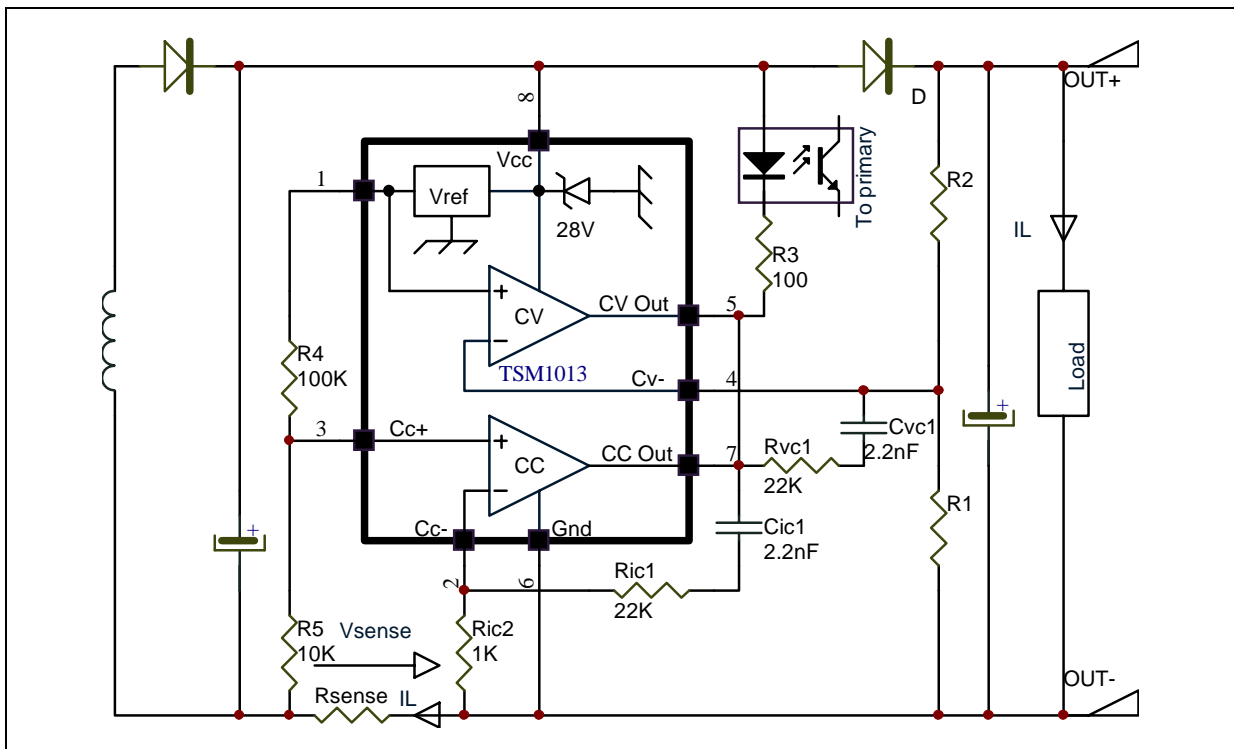 OUT+
D
8
Vcc
1
Vref
28V
To primary
R2
IL
R3
100
+
CV
−
CV Out
5
TSM1013
R4
100K
Cv-
4
Load
+
3
Cc+
+
CC
−
CC Out
7
Rvc1
22K
Cvc1
2.2nF
R1
Cc-
Gnd
Cic1
2.2nF
+
2
6
Ric1
22K
R5
10K
Vsense
Ric2
1K
Rsense
IL
OUT-